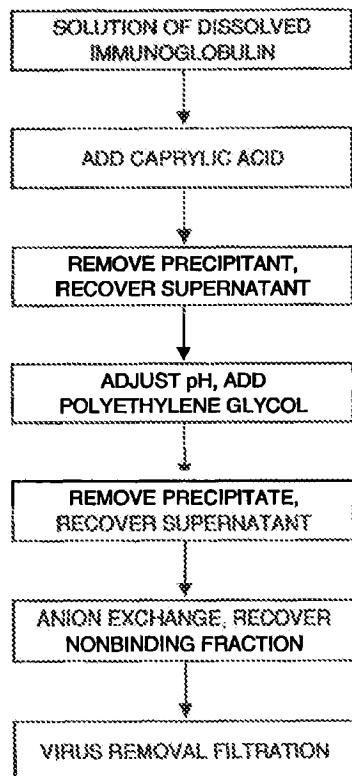 SOLUTION OF DISSOLVED
IMMUNOGLOBULIN
ADD CAPRYLIC ACID
REMOVE PRECIPITANT,
RECOVER SUPERNATANT
ADJUST pH, ADD
POLYETHYLENE GLYCOL
REMOVE PRECIPITATE,
RECOVER SUPERNATANT
ANION EXCHANGE, RECOVER
NONBINDING FRACTION
VIRUS REMOVAL FILTRATION